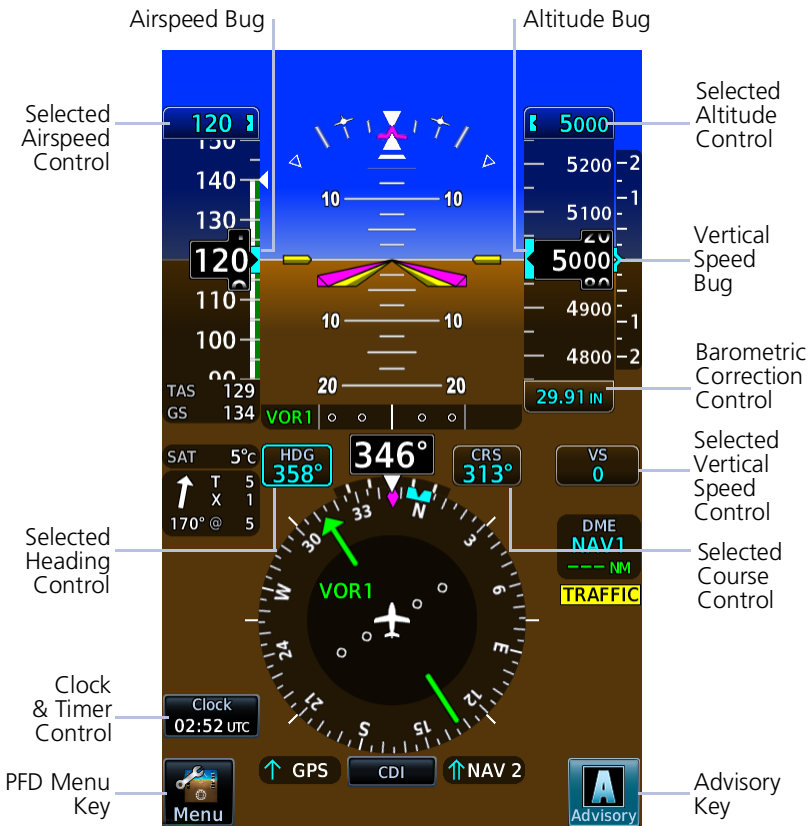 Airspeed Bug
Altitude Bug
Selected
Airspeed
Control
Selected
Altitude
Control
120
5000
130
140
130
120
110
100
90
10 10
10 10
20 20
5200
5100
20
5000
80
4900
4800
2
1
1
2
Vertical
Speed
Bug
Barometric
Correction
Control
TAS 129
GS 134
VOR1
29.91 IN
SAT 5°C
HDG
358°
346°
CRS
313°
VS
0
Selected
Vertical
Speed
Control
T 5
X 1
170° @ 5
DME
NAV1
––– NM
TRAFFIC
Selected
Heading
Control
Selected
Course
Control
N
3
6
E
12
15
S
21
24
W
30
33
VOR1
Clock
& Timer
Control
Clock
02:52 UTC
PFD Menu
Key
Menu
GPS
CDI
NAV 2
A
Advisory
Advisory
Key